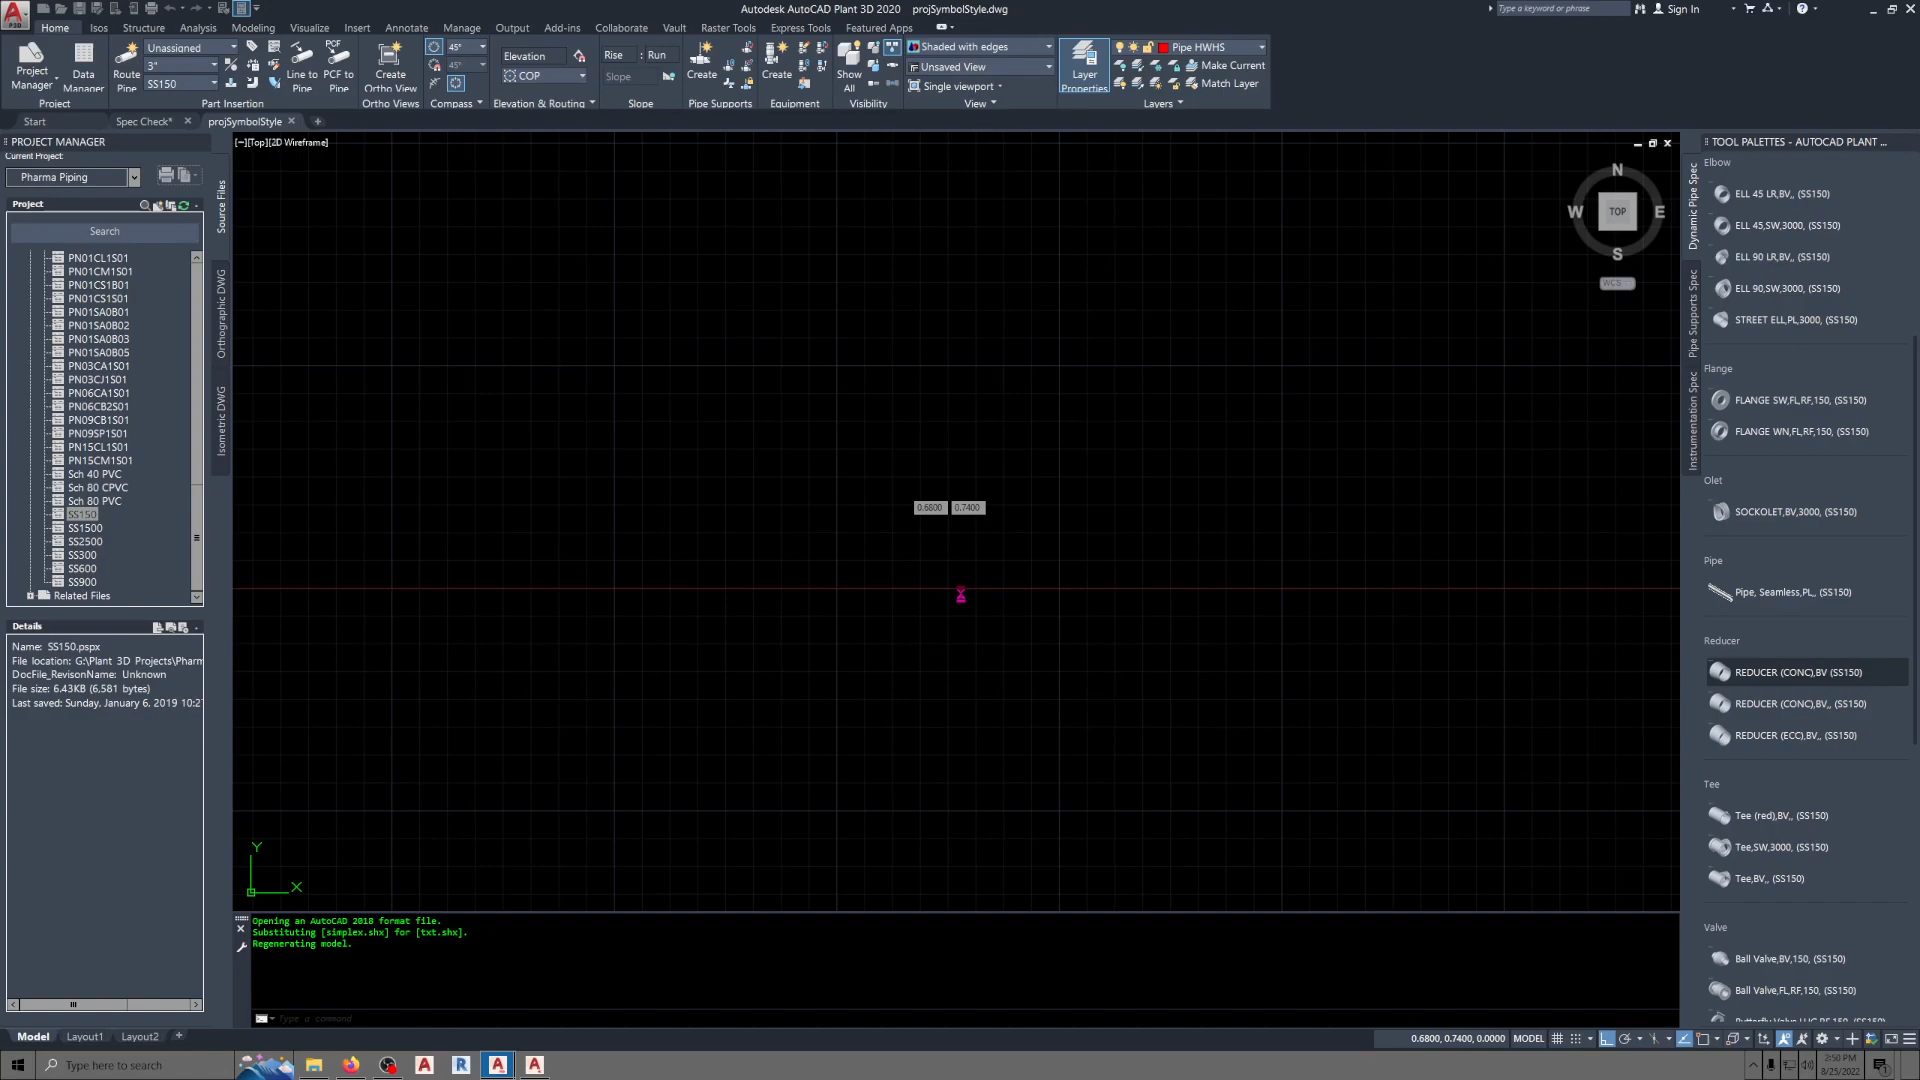 Autodesk AutoCAD Plant 3D 2020 projSymbolStyle.dwg
Type a keyword or phrase
Sign In
P3D
Home Isos Structure Analysis Modeling Visualize Insert Annotate Manage Output Add-ins Collaborate Vault Raster Tools Express Tools Featured Apps
Project Manager
Data Manager
Project
Route Pipe
Unassigned
3"
SS150
Line to Pipe
PCF to Pipe
Part Insertion
Create Ortho View
Ortho Views
45°
45°
Compass
Elevation
COP
Elevation & Routing
Rise : Run
Slope
Slope
Create
Pipe Supports
Create
Equipment
Show All
Visibility
Shaded with edges
Unsaved View
Single viewport
View
Layer Properties
Pipe HWHS
Make Current
Match Layer
Layers
Start
Spec Check*
projSymbolStyle
PROJECT MANAGER
Current Project:
Pharma Piping
Project
Search
PN01CL1S01
PN01CM1S01
PN01CS1B01
PN01CS1S01
PN01SA0B01
PN01SA0B02
PN01SA0B03
PN01SA0B05
PN03CA1S01
PN03CJ1S01
PN06CA1S01
PN06CB2S01
PN09CB1S01
PN09SP1S01
PN15CL1S01
PN15CM1S01
Sch 40 PVC
Sch 80 CPVC
Sch 80 PVC
SS150
SS1500
SS2500
SS300
SS600
SS900
Related Files
Details
Name: SS150.pspx
File location: G:\Plant 3D Projects\Pharm
DocFile_RevisonName: Unknown
File size: 6.43KB (6,581 bytes)
Last saved: Sunday, January 6, 2019 10:2
Source Files
Orthographic DWG
Isometric DWG
[−][Top][2D Wireframe]
N
W TOP E
S
WCS
0.6800 0.7400
Y
X
Opening an AutoCAD 2018 format file.
Substituting [simplex.shx] for [txt.shx].
Regenerating model.
Type a command
TOOL PALETTES - AUTOCAD PLANT ...
Dynamic Pipe Spec
Pipe Supports Spec
Instrumentation Spec
Elbow
ELL 45 LR,BV,, (SS150)
ELL 45,SW,3000, (SS150)
ELL 90 LR,BV,, (SS150)
ELL 90,SW,3000, (SS150)
STREET ELL,PL,3000, (SS150)
Flange
FLANGE SW,FL,RF,150, (SS150)
FLANGE WN,FL,RF,150, (SS150)
Olet
SOCKOLET,BV,3000, (SS150)
Pipe
Pipe, Seamless,PL,, (SS150)
Reducer
REDUCER (CONC),BV (SS150)
REDUCER (CONC),BV,, (SS150)
REDUCER (ECC),BV,, (SS150)
Tee
Tee (red),BV,, (SS150)
Tee,SW,3000, (SS150)
Tee,BV,, (SS150)
Valve
Ball Valve,BV,150, (SS150)
Ball Valve,FL,RF,150, (SS150)
Model Layout1 Layout2
0.6800, 0.7400, 0.0000 MODEL
Type here to search
2:50 PM
8/25/2022